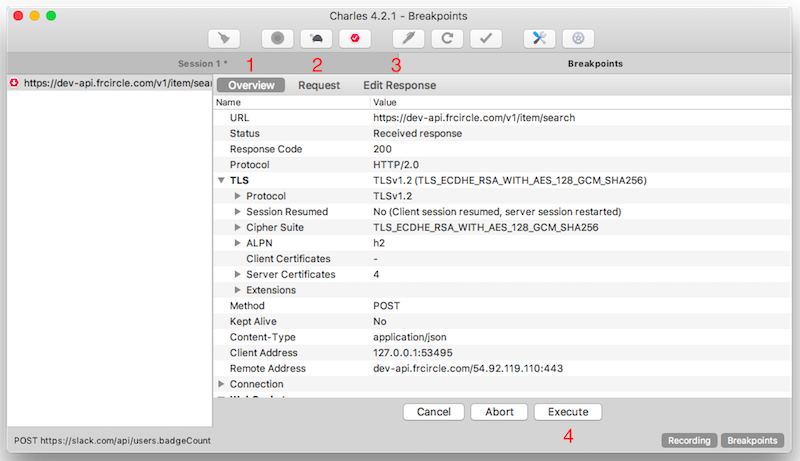 Charles 4.2.1 - Breakpoints
Session 1 * 1 2 3 Breakpoints
https://dev-api.frcircle.com/v1/item/sear
Overview Request Edit Response
Name Value
URL https://dev-api.frcircle.com/v1/item/search
Status Received response
Response Code 200
Protocol HTTP/2.0
TLS TLSv1.2 (TLS_ECDHE_RSA_WITH_AES_128_GCM_SHA256)
Protocol TLSv1.2
Session Resumed No (Client session resumed, server session restarted)
Cipher Suite TLS_ECDHE_RSA_WITH_AES_128_GCM_SHA256
ALPN h2
Client Certificates -
Server Certificates 4
Extensions
Method POST
Kept Alive No
Content-Type application/json
Client Address 127.0.0.1:53495
Remote Address dev-api.frcircle.com/54.92.119.110:443
Connection
Cancel Abort Execute
4
POST https://slack.com/api/users.badgeCount Recording Breakpoints